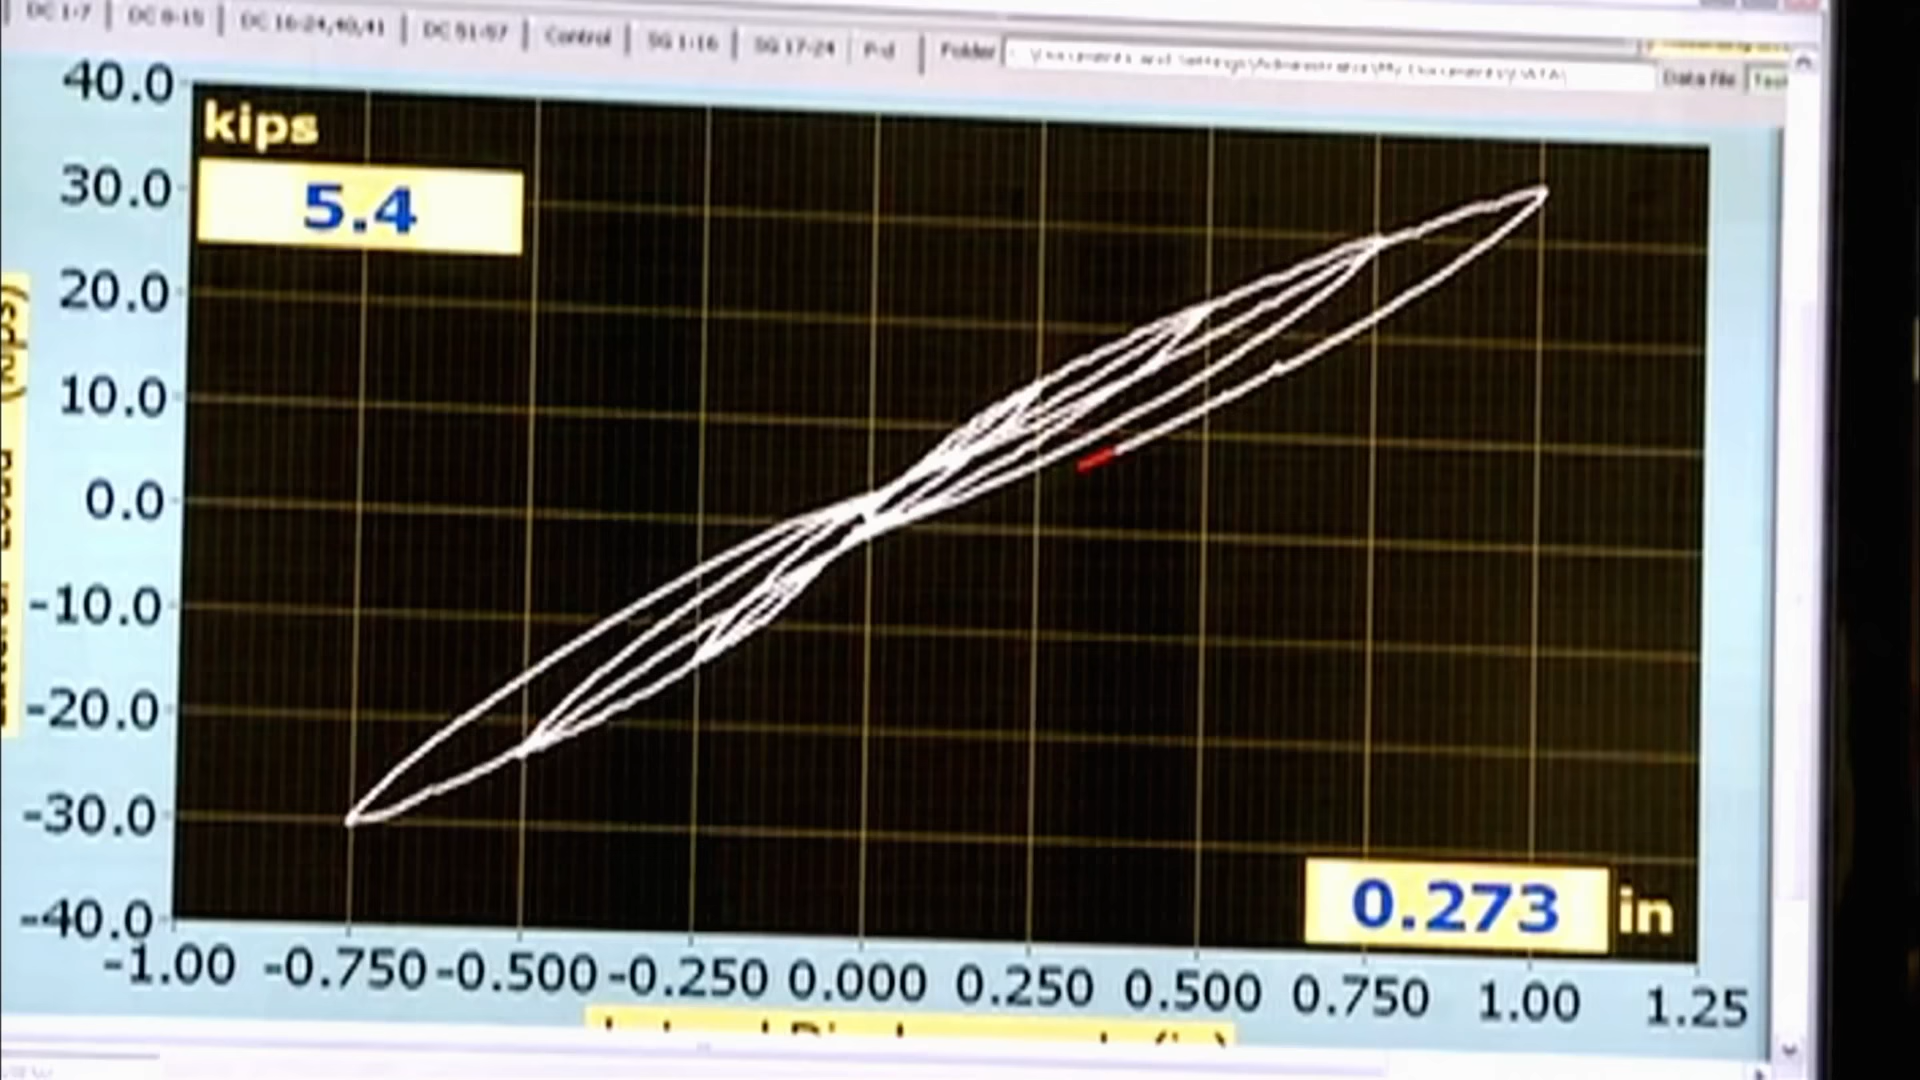 DC 1-7 DC 8-15 DC 16-24,40,41 DC 51-57 Control SG 1-16 SG 17-24 Folder Data file
40.0
kips
5.4
30.0
20.0
10.0
0.0
-10.0
-20.0
-30.0
-40.0
0.273 in
-1.00 -0.750 -0.500 -0.250 0.000 0.250 0.500 0.750 1.00 1.25